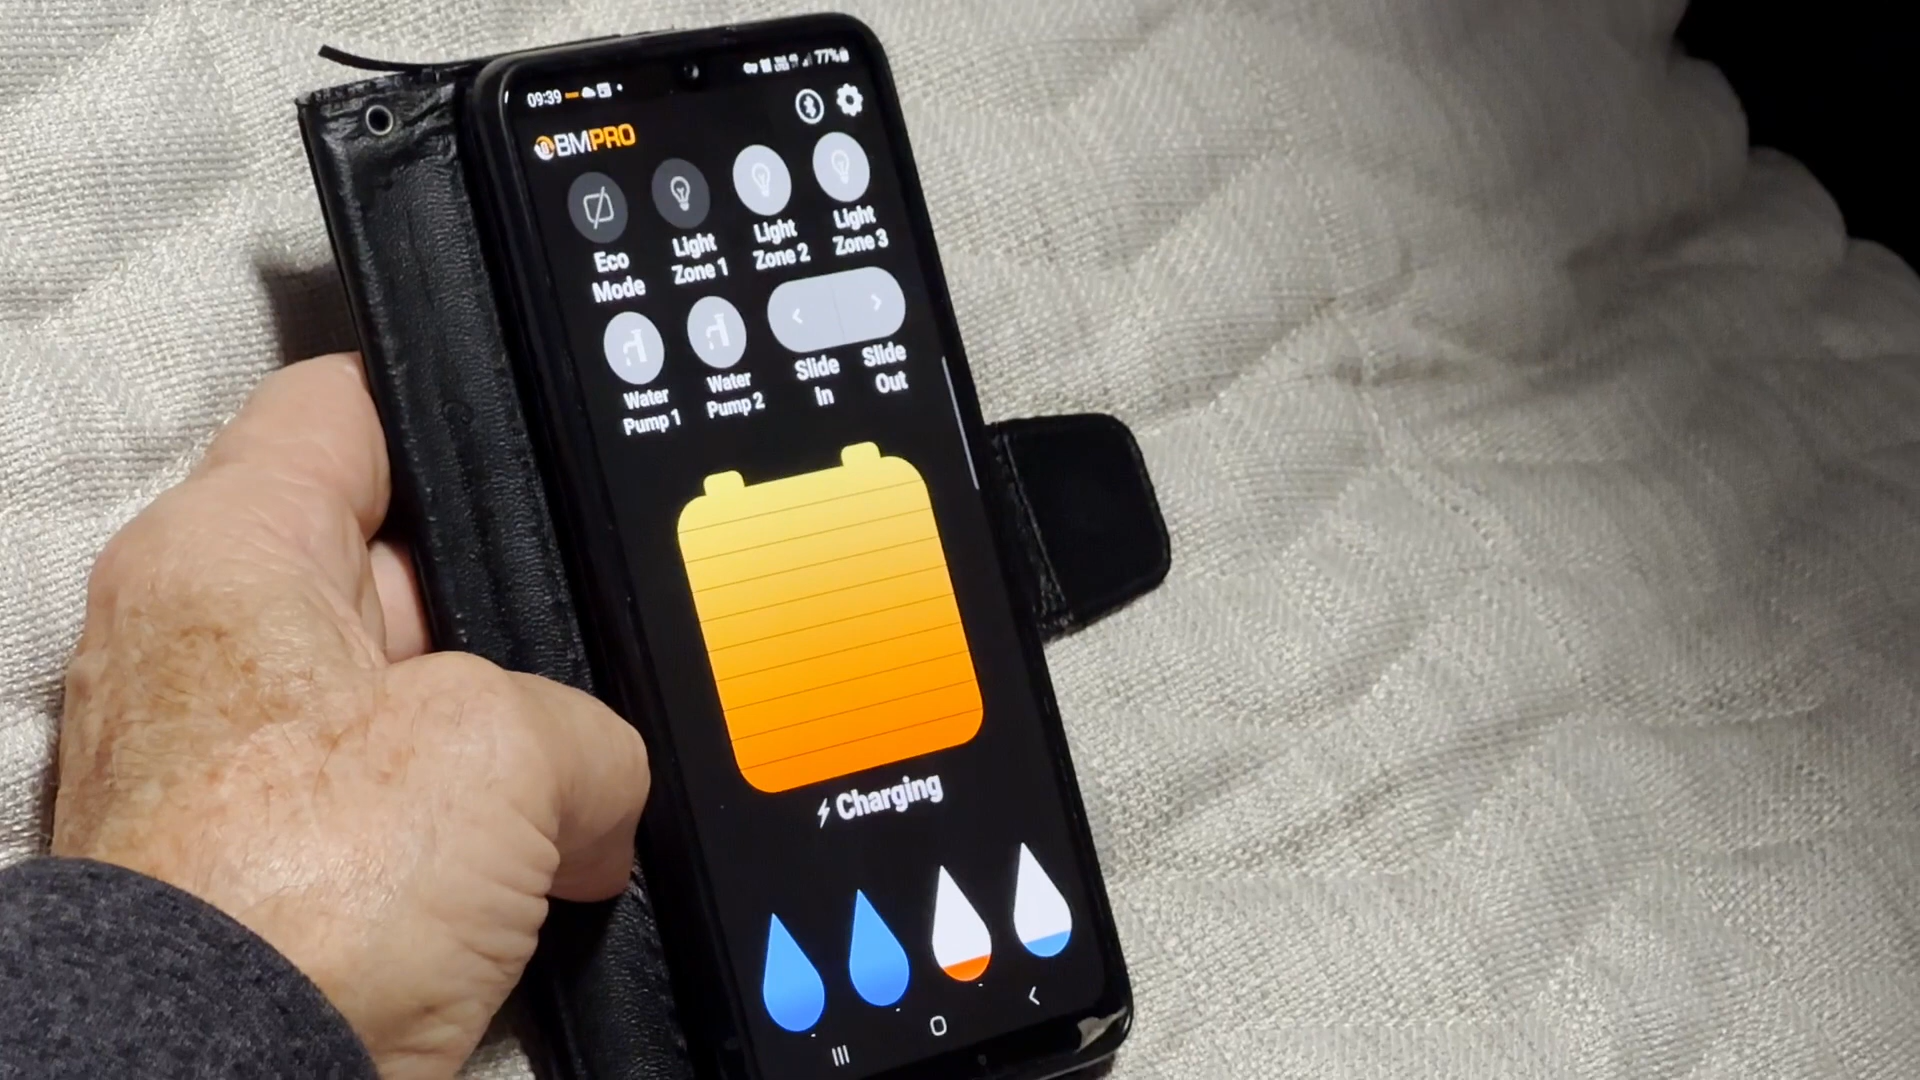 09:39
77%
BMPRO
Eco
Mode
Light
Zone 1
Light
Zone 2
Light
Zone 3
Water
Pump 1
Water
Pump 2
Slide
In
Slide
Out
Charging